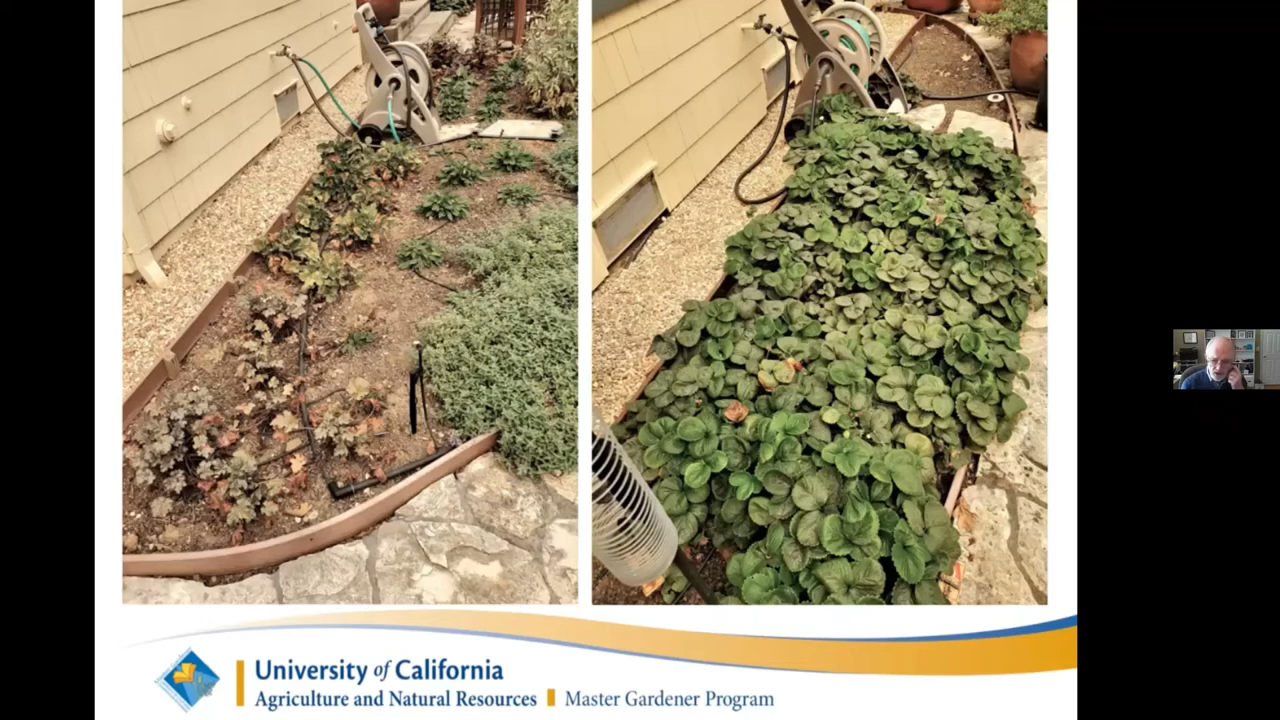 University of California
Agriculture and Natural Resources Master Gardener Program